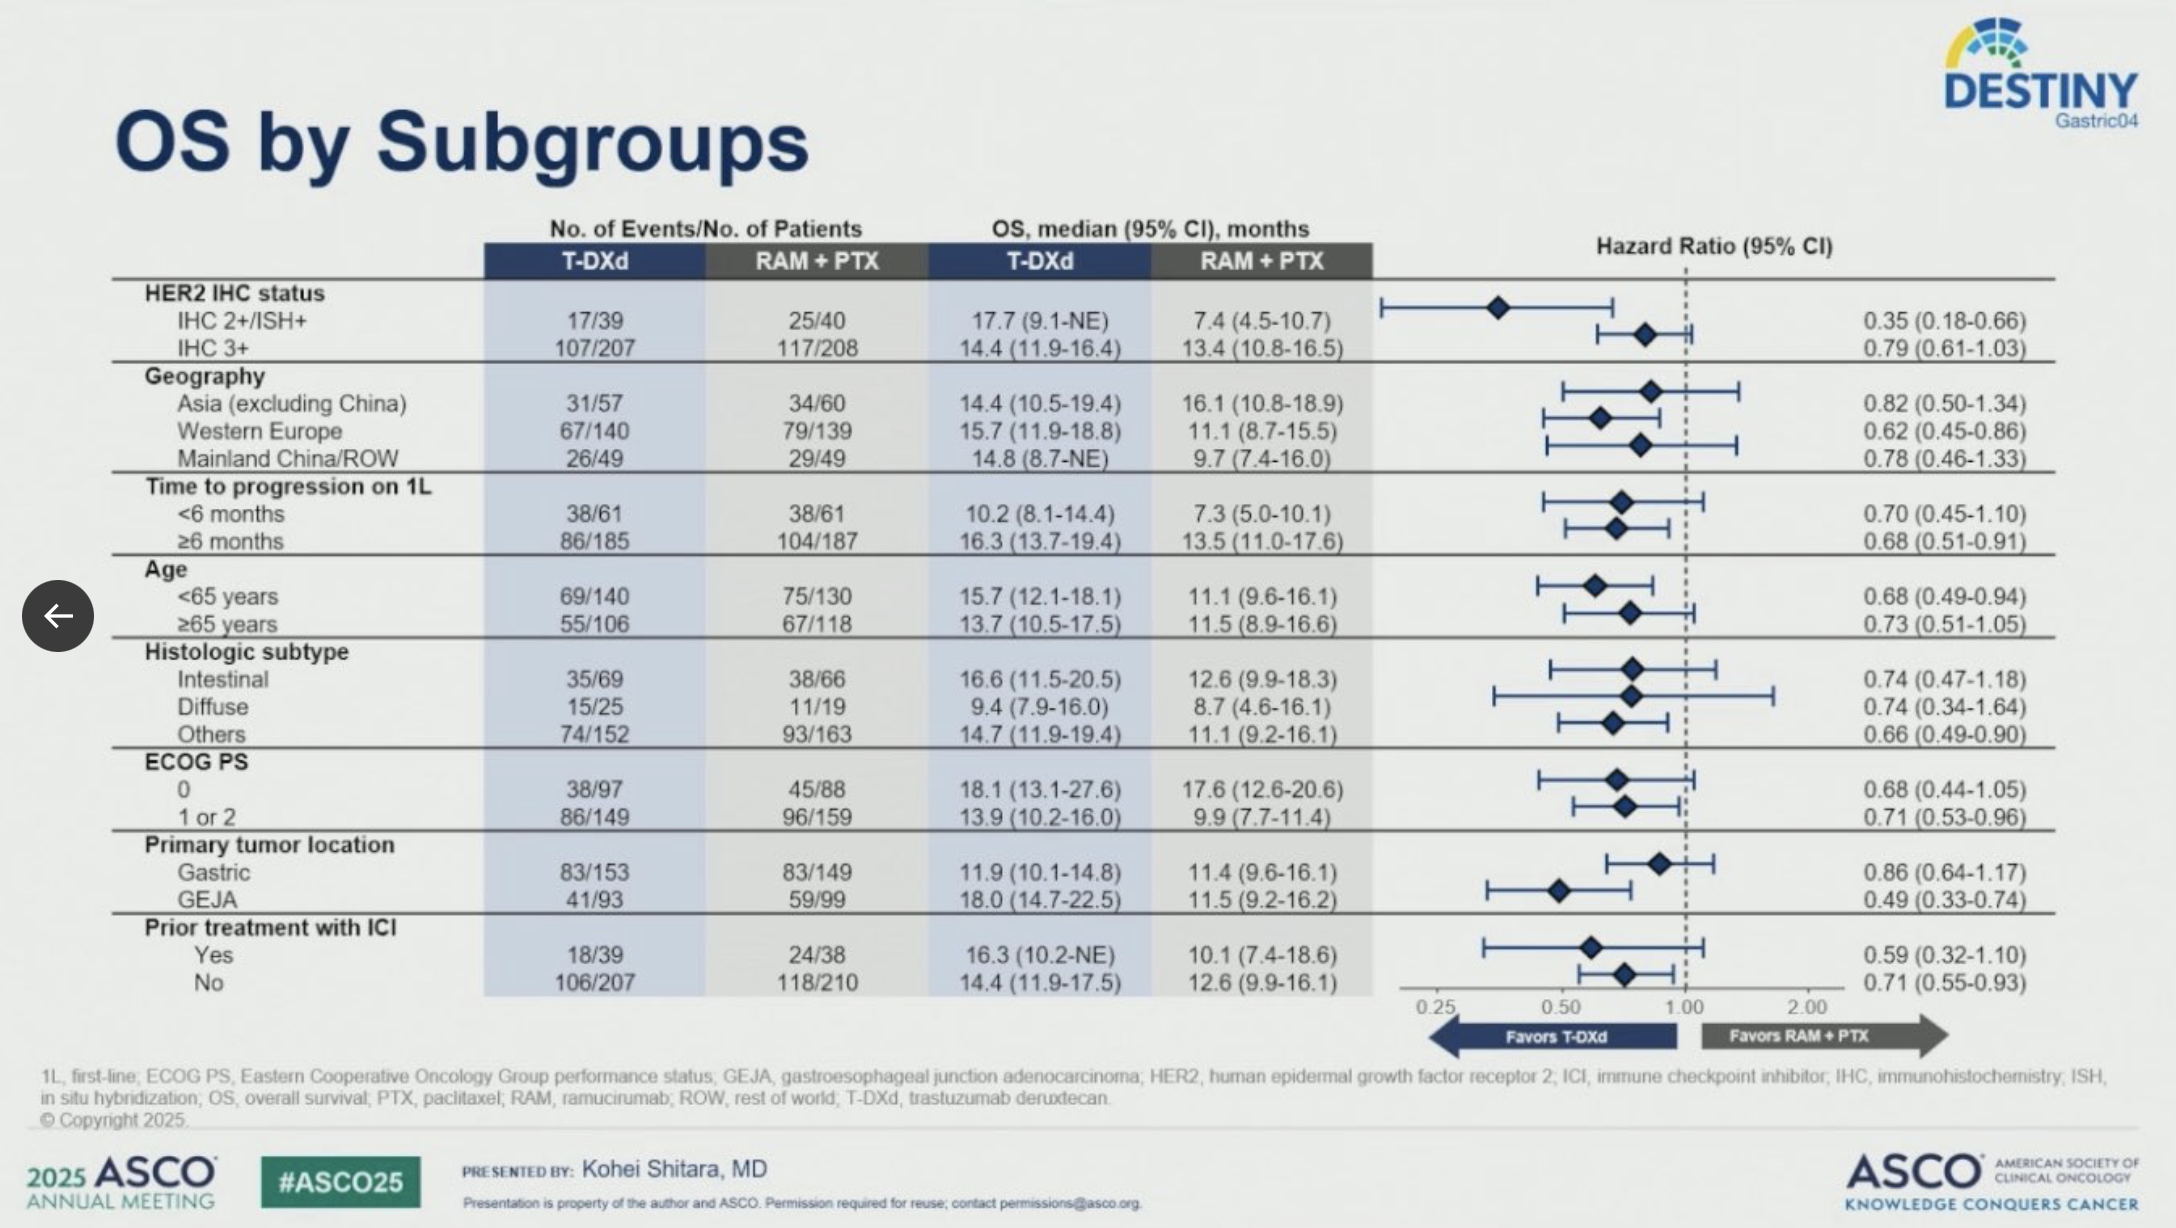 DESTINY
Gastric04
OS by Subgroups
No. of Events/No. of Patients OS, median (95% CI), months Hazard Ratio (95% CI)
T-DXd RAM + PTX T-DXd RAM + PTX
HER2 IHC status
IHC 2+/ISH+ 17/39 25/40 17.7 (9.1-NE) 7.4 (4.5-10.7) 0.35 (0.18-0.66)
IHC 3+ 107/207 117/208 14.4 (11.9-16.4) 13.4 (10.8-16.5) 0.79 (0.61-1.03)
Geography
Asia (excluding China) 31/57 34/60 14.4 (10.5-19.4) 16.1 (10.8-18.9) 0.82 (0.50-1.34)
Western Europe 67/140 79/139 15.7 (11.9-18.8) 11.1 (8.7-15.5) 0.62 (0.45-0.86)
Mainland China/ROW 26/49 29/49 14.8 (8.7-NE) 9.7 (7.4-16.0) 0.78 (0.46-1.33)
Time to progression on 1L
<6 months 38/61 38/61 10.2 (8.1-14.4) 7.3 (5.0-10.1) 0.70 (0.45-1.10)
≥6 months 86/185 104/187 16.3 (13.7-19.4) 13.5 (11.0-17.6) 0.68 (0.51-0.91)
Age
<65 years 69/140 75/130 15.7 (12.1-18.1) 11.1 (9.6-16.1) 0.68 (0.49-0.94)
≥65 years 55/106 67/118 13.7 (10.5-17.5) 11.5 (8.9-16.6) 0.73 (0.51-1.05)
Histologic subtype
Intestinal 35/69 38/66 16.6 (11.5-20.5) 12.6 (9.9-18.3) 0.74 (0.47-1.18)
Diffuse 15/25 11/19 9.4 (7.9-16.0) 8.7 (4.6-16.1) 0.74 (0.34-1.64)
Others 74/152 93/163 14.7 (11.9-19.4) 11.1 (9.2-16.1) 0.66 (0.49-0.90)
ECOG PS
0 38/97 45/88 18.1 (13.1-27.6) 17.6 (12.6-20.6) 0.68 (0.44-1.05)
1 or 2 86/149 96/159 13.9 (10.2-16.0) 9.9 (7.7-11.4) 0.71 (0.53-0.96)
Primary tumor location
Gastric 83/153 83/149 11.9 (10.1-14.8) 11.4 (9.6-16.1) 0.86 (0.64-1.17)
GEJA 41/93 59/99 18.0 (14.7-22.5) 11.5 (9.2-16.2) 0.49 (0.33-0.74)
Prior treatment with ICI
Yes 18/39 24/38 16.3 (10.2-NE) 10.1 (7.4-18.6) 0.59 (0.32-1.10)
No 106/207 118/210 14.4 (11.9-17.5) 12.6 (9.9-16.1) 0.71 (0.55-0.93)
0.25 0.50 1.00 2.00
Favors T-DXd Favors RAM + PTX
1L, first-line; ECOG PS, Eastern Cooperative Oncology Group performance status; GEJA, gastroesophageal junction adenocarcinoma; HER2, human epidermal growth factor receptor 2; ICI, immune checkpoint inhibitor; IHC, immunohistochemistry; ISH,
in situ hybridization; OS, overall survival; PTX, paclitaxel; RAM, ramucirumab; ROW, rest of world; T-DXd, trastuzumab deruxtecan.
© Copyright 2025.
2025 ASCO
ANNUAL MEETING
#ASCO25
PRESENTED BY: Kohei Shitara, MD
Presentation is property of the author and ASCO. Permission required for reuse; contact permissions@asco.org.
ASCO AMERICAN SOCIETY OF
CLINICAL ONCOLOGY
KNOWLEDGE CONQUERS CANCER